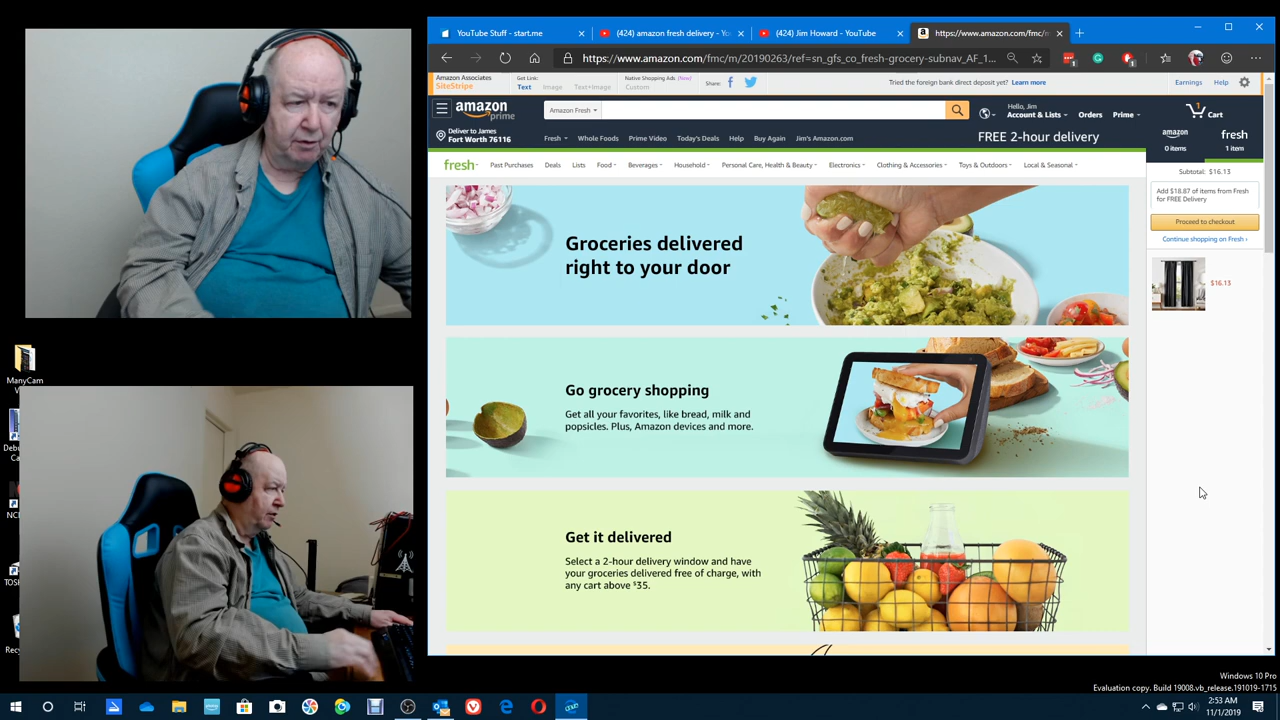 YouTube Stuff - start.me
(424) amazon fresh delivery - Yo
(424) Jim Howard - YouTube
https://www.amazon.com/fmc/m
https://www.amazon.com/fmc/m/20190263/ref=sn_gfs_co_fresh-grocery-subnav_AF_1...
Amazon Associates
SiteStripe
Get Link:
Text Image Text+Image
Native Shopping Ads (New)
Custom
Share:
Tried the foreign bank direct deposit yet? Learn more
Earnings Help
amazon
prime
Amazon Fresh
Hello, Jim
Account & Lists
Orders
Prime
1
Cart
Deliver to James
Fort Worth 76116
Fresh Whole Foods Prime Video Today's Deals Help Buy Again Jim's Amazon.com
FREE 2-hour delivery
amazon
0 items
fresh
1 item
fresh Past Purchases Deals Lists Food Beverages Household Personal Care, Health & Beauty Electronics Clothing & Accessories Toys & Outdoors Local & Seasonal
Subtotal: $16.13
Add $18.87 of items from Fresh
for FREE Delivery
Proceed to checkout
Continue shopping on Fresh ›
$16.13
Groceries delivered
right to your door
Go grocery shopping
Get all your favorites, like bread, milk and
popsicles. Plus, Amazon devices and more.
Get it delivered
Select a 2-hour delivery window and have
your groceries delivered free of charge, with
any cart above $35.
ManyCam
Windows 10 Pro
Evaluation copy. Build 19008.vb_release.191019-1715
2:53 AM
11/1/2019